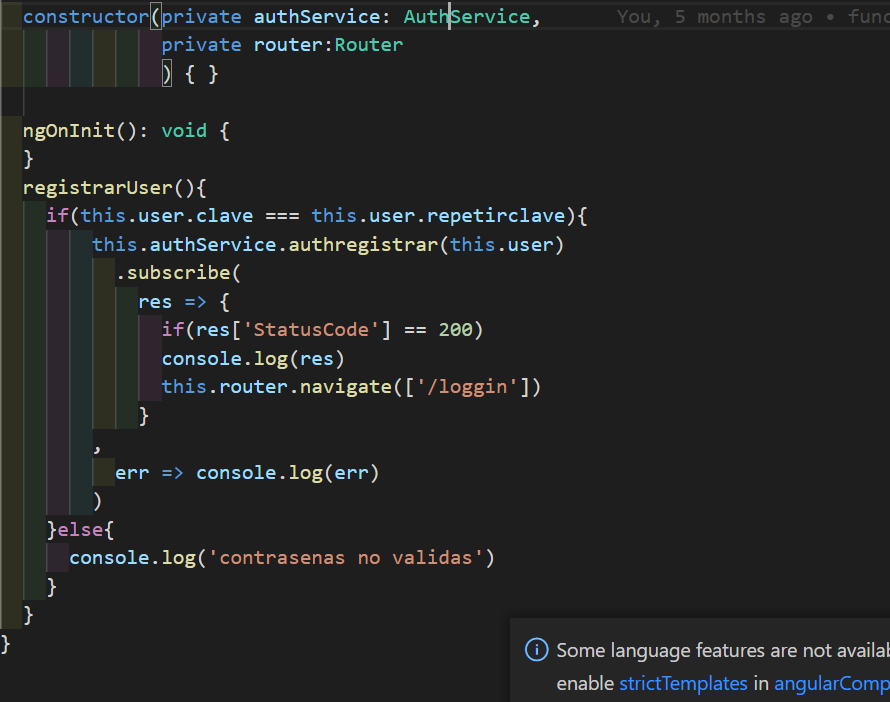 constructor(private authService: AuthService, You, 5 months ago •
private router:Router
) { }
ngOnInit(): void {
}
registrarUser(){
if(this.user.clave === this.user.repetirclave){
this.authService.authregistrar(this.user)
.subscribe(
res => {
if(res['StatusCode'] == 200)
console.log(res)
this.router.navigate(['/loggin'])
}
,
err => console.log(err)
)
}else{
console.log('contrasenas no validas')
}
}
}
Some language features are not availab
enable strictTemplates in angularComp